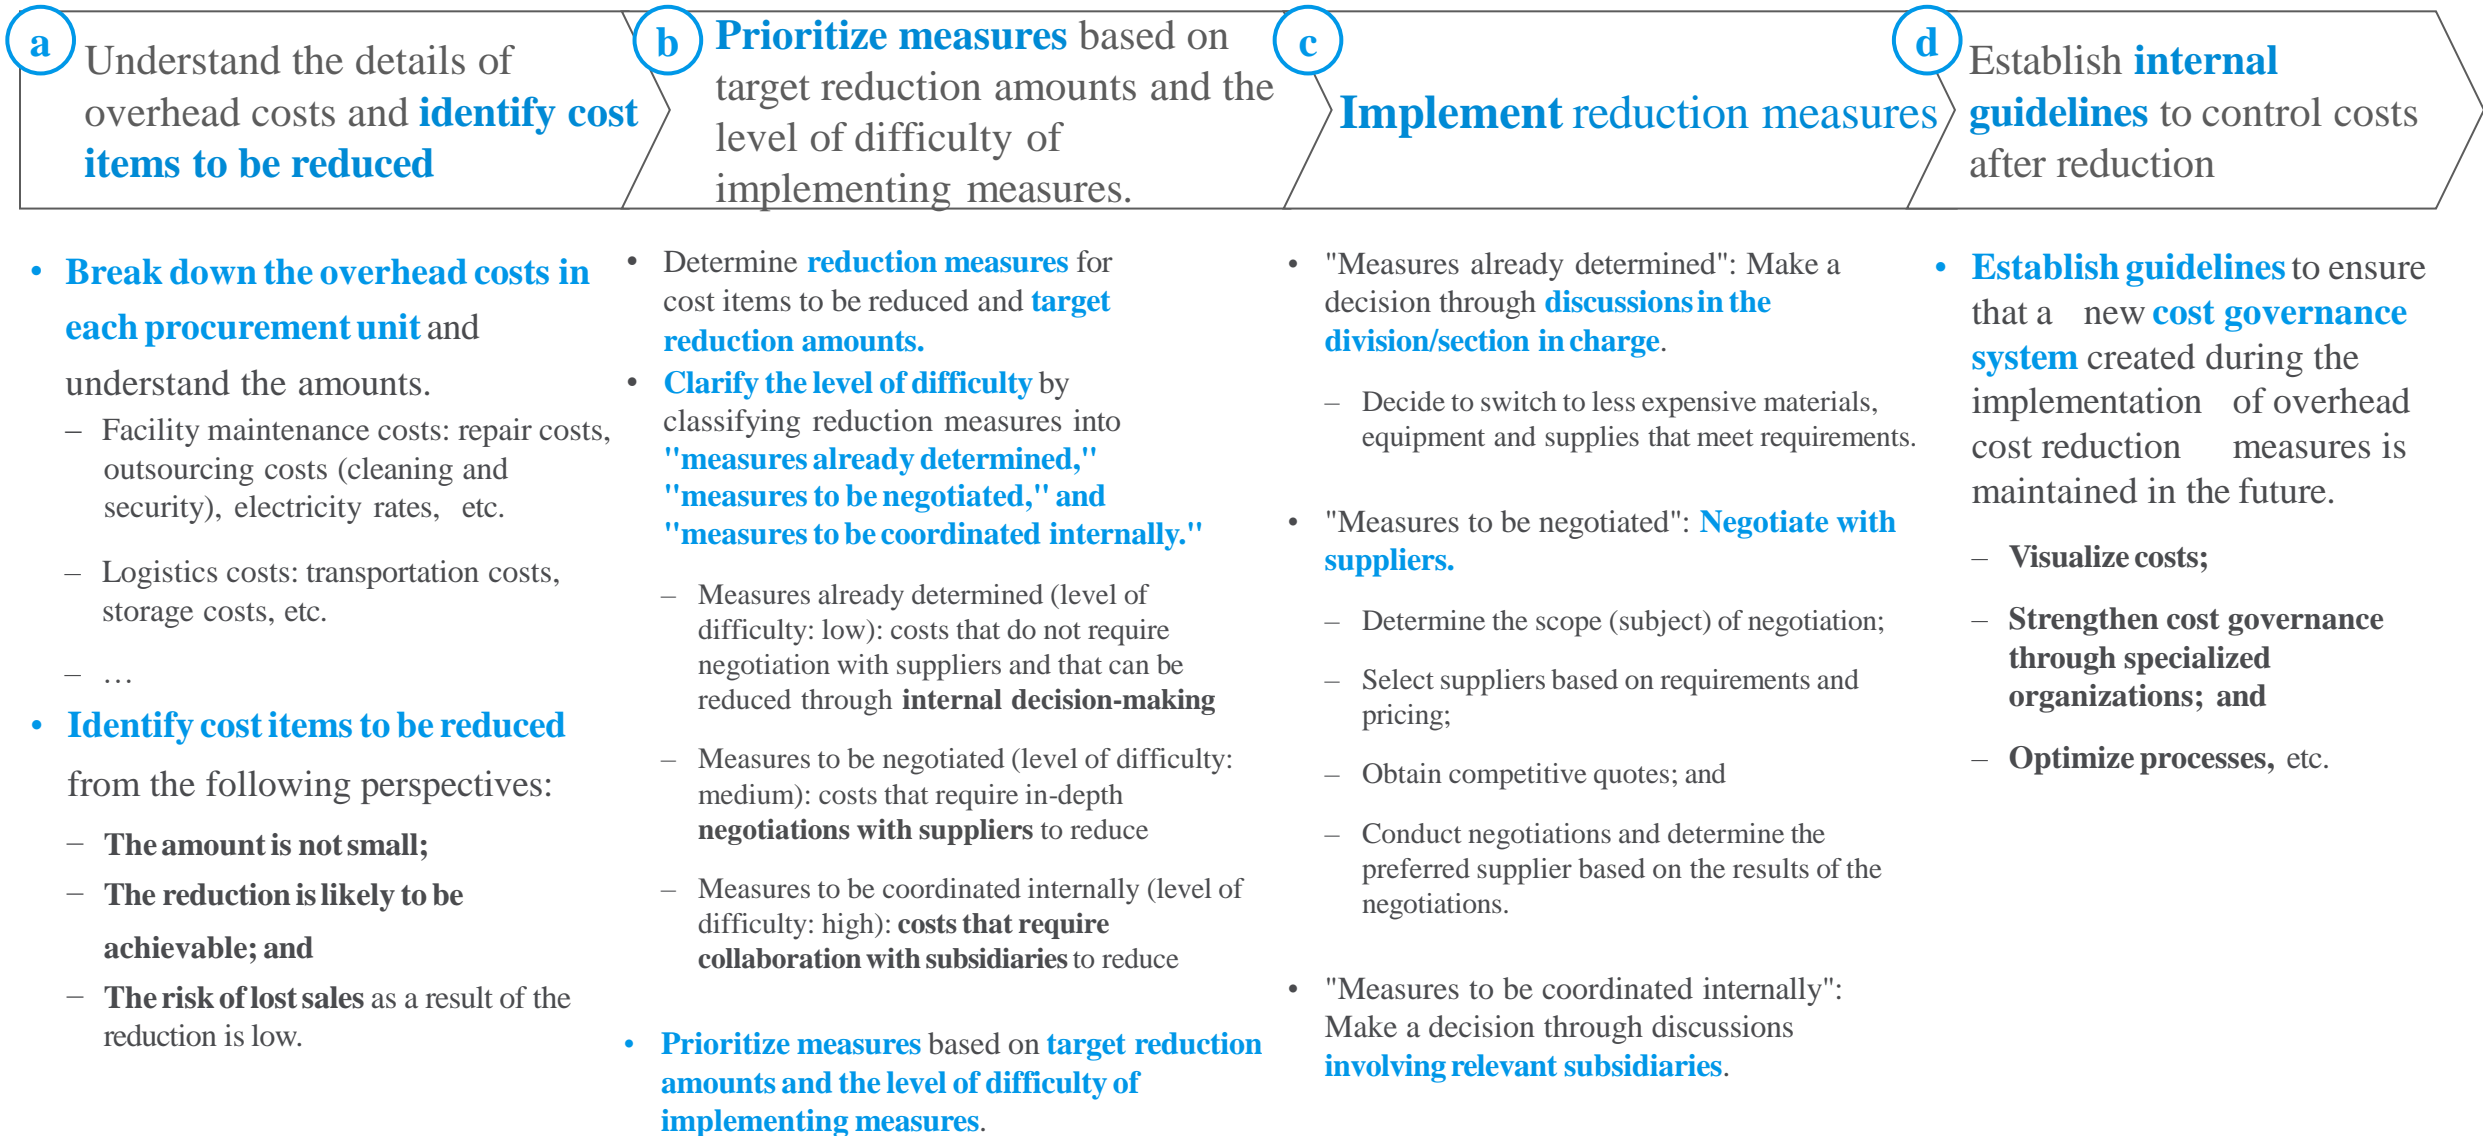 a
Understand the details of
overhead costs and identify cost
items to be reduced
b
Prioritize measures based on
target reduction amounts and the
level of difficulty of
implementing measures.
c
Implement reduction measures
d
Establish internal
guidelines to control costs
after reduction
• Break down the overhead costs in
each procurement unit and
understand the amounts.
– Facility maintenance costs: repair costs,
outsourcing costs (cleaning and
security), electricity rates, etc.
– Logistics costs: transportation costs,
storage costs, etc.
– …
• Identify cost items to be reduced
from the following perspectives:
– The amount is not small;
– The reduction is likely to be
achievable; and
– The risk of lost sales as a result of the
reduction is low.
• Determine reduction measures for
cost items to be reduced and target
reduction amounts.
• Clarify the level of difficulty by
classifying reduction measures into
"measures already determined,"
"measures to be negotiated," and
"measures to be coordinated internally."
– Measures already determined (level of
difficulty: low): costs that do not require
negotiation with suppliers and that can be
reduced through internal decision-making
– Measures to be negotiated (level of difficulty:
medium): costs that require in-depth
negotiations with suppliers to reduce
– Measures to be coordinated internally (level of
difficulty: high): costs that require
collaboration with subsidiaries to reduce
• Prioritize measures based on target reduction
amounts and the level of difficulty of
implementing measures.
• "Measures already determined": Make a
decision through discussions in the
division/section in charge.
– Decide to switch to less expensive materials,
equipment and supplies that meet requirements.
• "Measures to be negotiated": Negotiate with
suppliers.
– Determine the scope (subject) of negotiation;
– Select suppliers based on requirements and
pricing;
– Obtain competitive quotes; and
– Conduct negotiations and determine the
preferred supplier based on the results of the
negotiations.
• "Measures to be coordinated internally":
Make a decision through discussions
involving relevant subsidiaries.
• Establish guidelines to ensure
that a new cost governance
system created during the
implementation of overhead
cost reduction measures is
maintained in the future.
– Visualize costs;
– Strengthen cost governance
through specialized
organizations; and
– Optimize processes, etc.